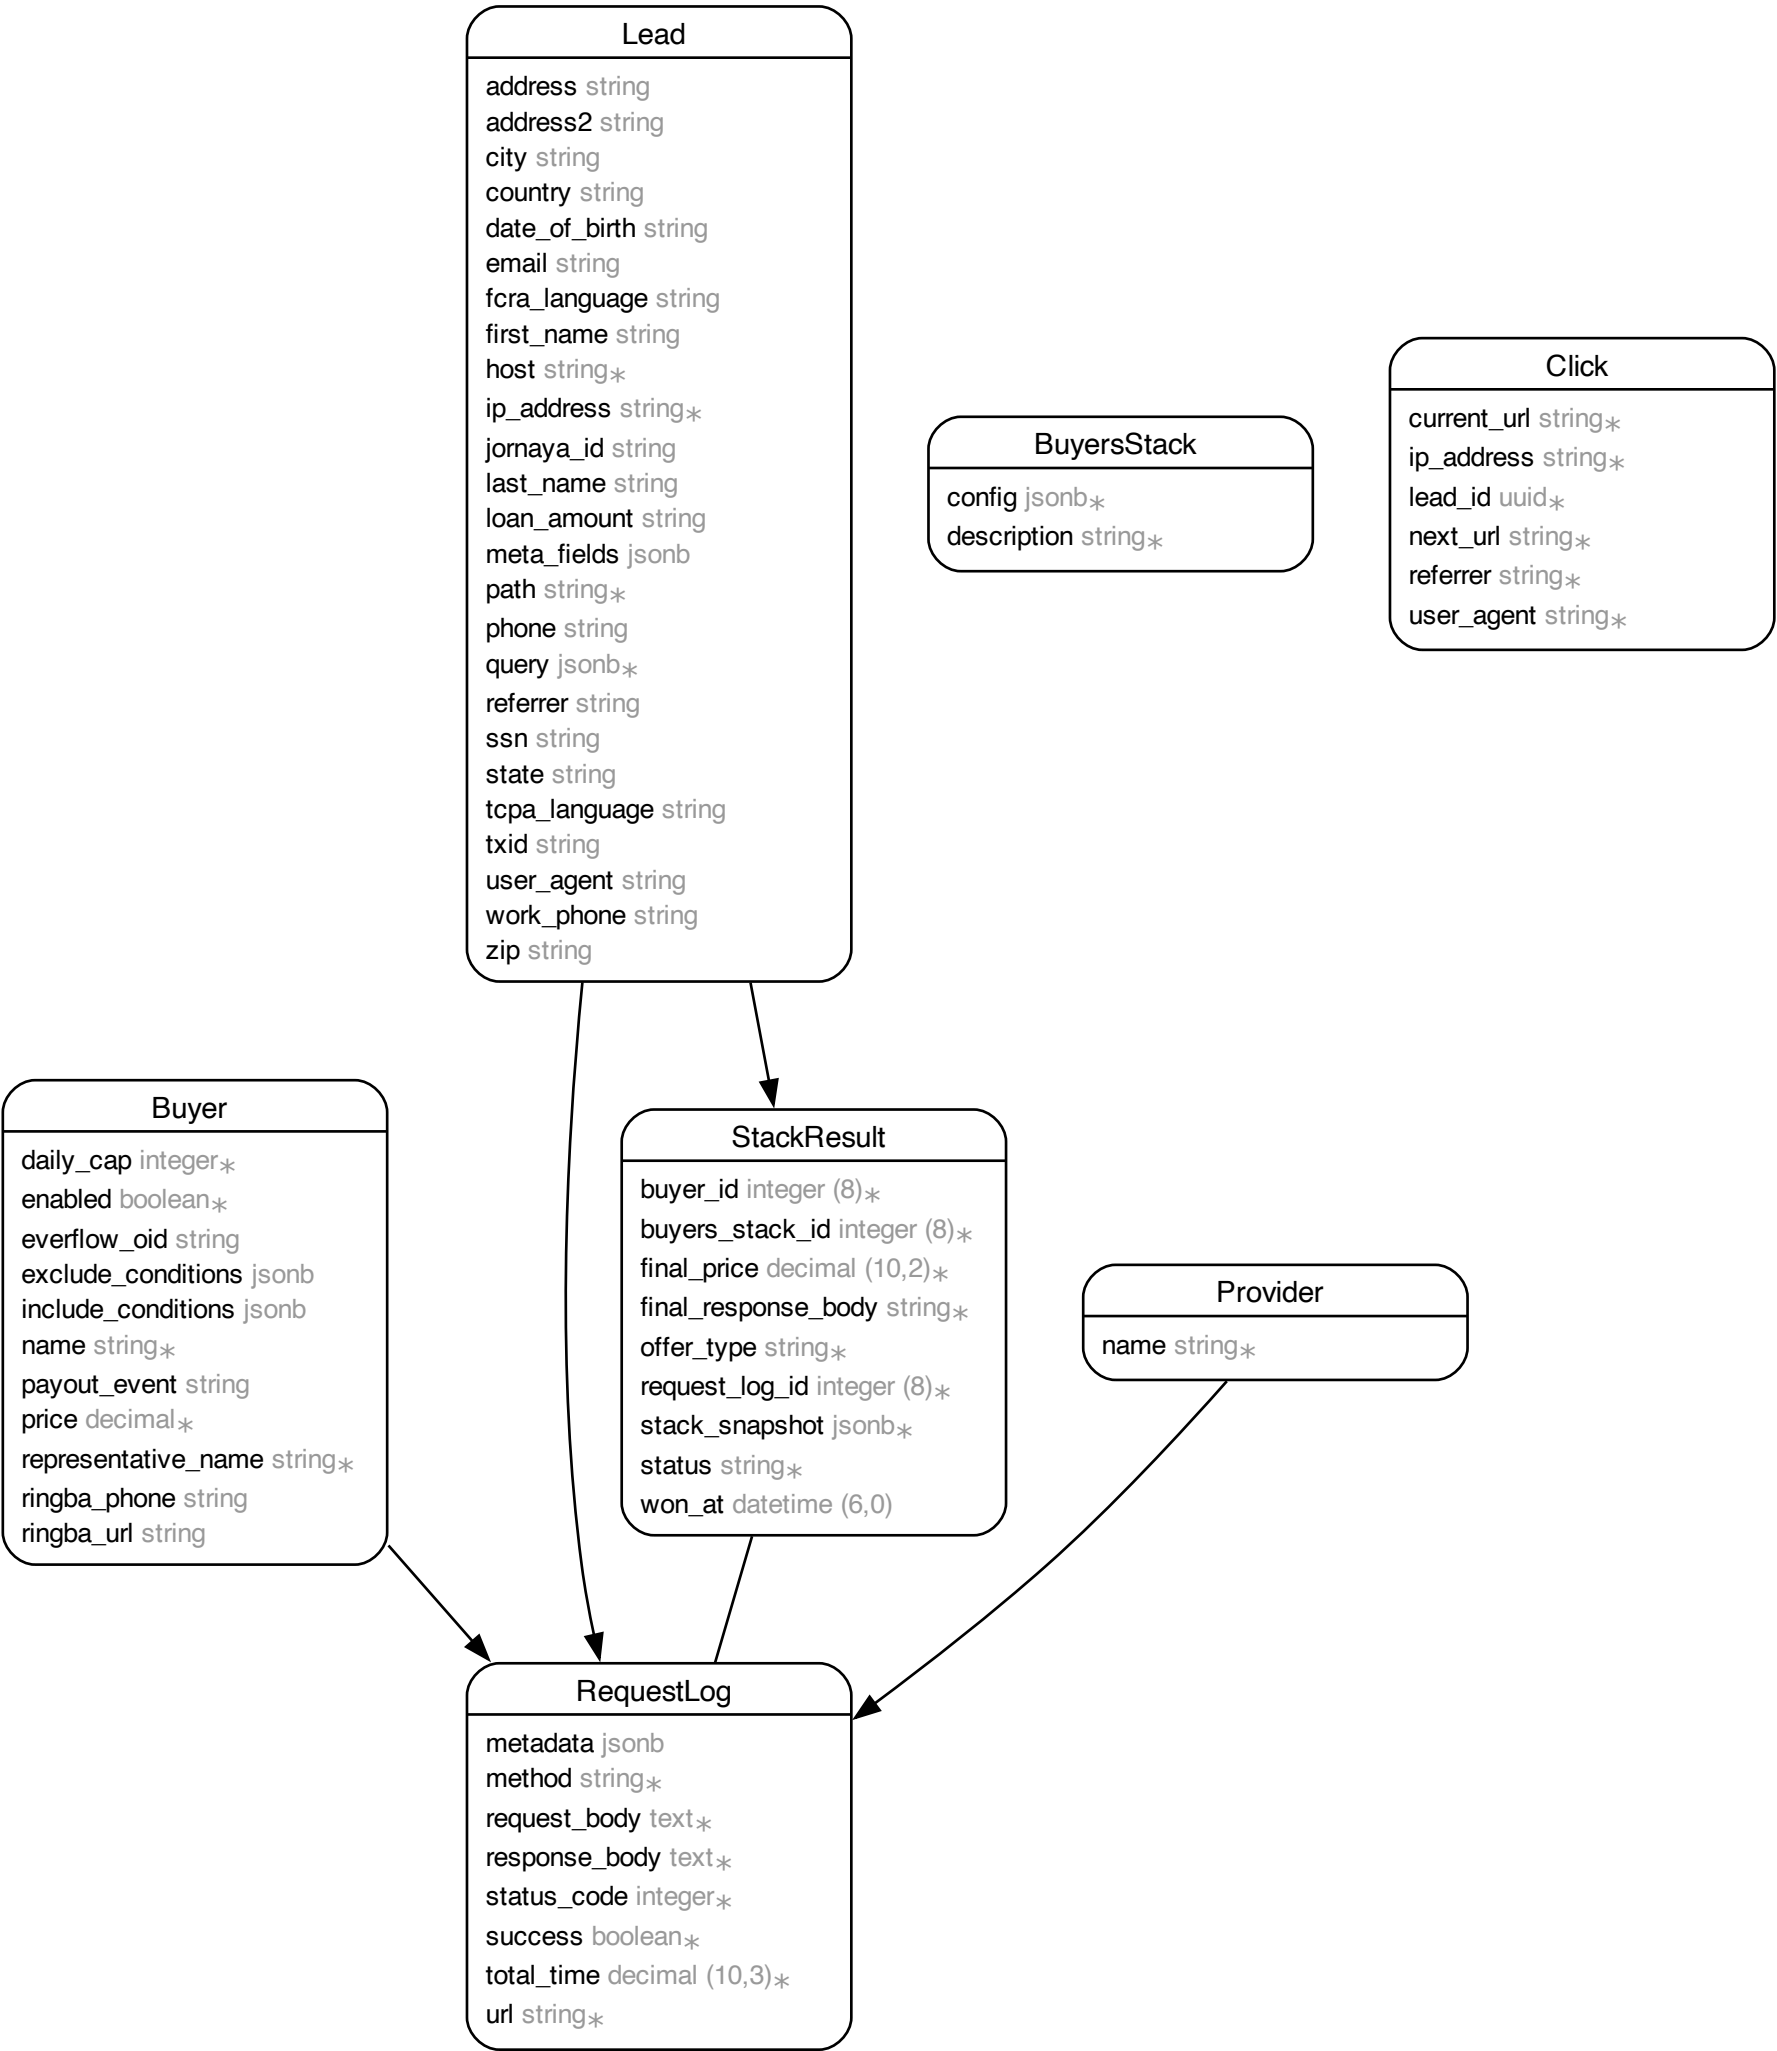 Lead
address string
address2 string
city string
country string
date_of_birth string
email string
fcra_language string
first_name string
host string*
ip_address string*
jornaya_id string
last_name string
loan_amount string
meta_fields jsonb
path string*
phone string
query jsonb*
referrer string
ssn string
state string
tcpa_language string
txid string
user_agent string
work_phone string
zip string
BuyersStack
config jsonb*
description string*
Click
current_url string*
ip_address string*
lead_id uuid*
next_url string*
referrer string*
user_agent string*
Buyer
daily_cap integer*
enabled boolean*
everflow_oid string
exclude_conditions jsonb
include_conditions jsonb
name string*
payout_event string
price decimal*
representative_name string*
ringba_phone string
ringba_url string
StackResult
buyer_id integer (8)*
buyers_stack_id integer (8)*
final_price decimal (10,2)*
final_response_body string*
offer_type string*
request_log_id integer (8)*
stack_snapshot jsonb*
status string*
won_at datetime (6,0)
Provider
name string*
RequestLog
metadata jsonb
method string*
request_body text*
response_body text*
status_code integer*
success boolean*
total_time decimal (10,3)*
url string*